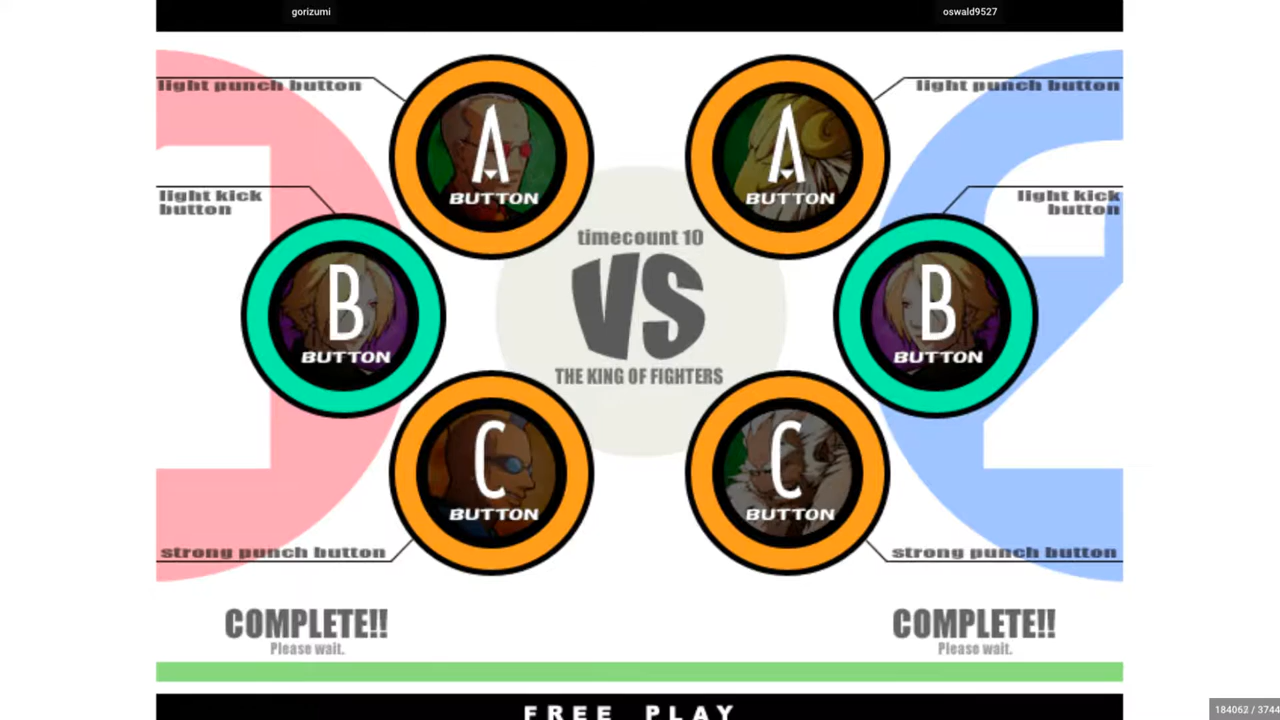 gorizumi
oswald9527
light punch button
light punch button
A
BUTTON
A
BUTTON
light kick
button
light kick
button
timecount 10
VS
THE KING OF FIGHTERS
B
BUTTON
B
BUTTON
C
BUTTON
C
BUTTON
strong punch button
strong punch button
COMPLETE!!
Please wait.
COMPLETE!!
Please wait.
FREE PLAY
184062 / 3744